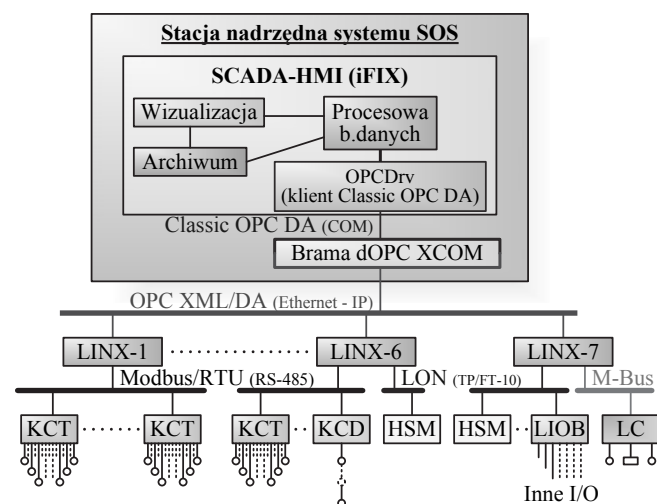 Stacja nadrzędna systemu SOS
SCADA-HMI (iFIX)
Wizualizacja
Procesowa
b.danych
Archiwum
OPCDrv
(klient Classic OPC DA)
Classic OPC DA (COM)
Brama dOPC XCOM
OPC XML/DA (Ethernet - IP)
LINX-1 LINX-6 LINX-7
Modbus/RTU (RS-485) LON (TP/FT-10) M-Bus
KCT KCT KCT KCD HSM HSM LIOB LC
Inne I/O